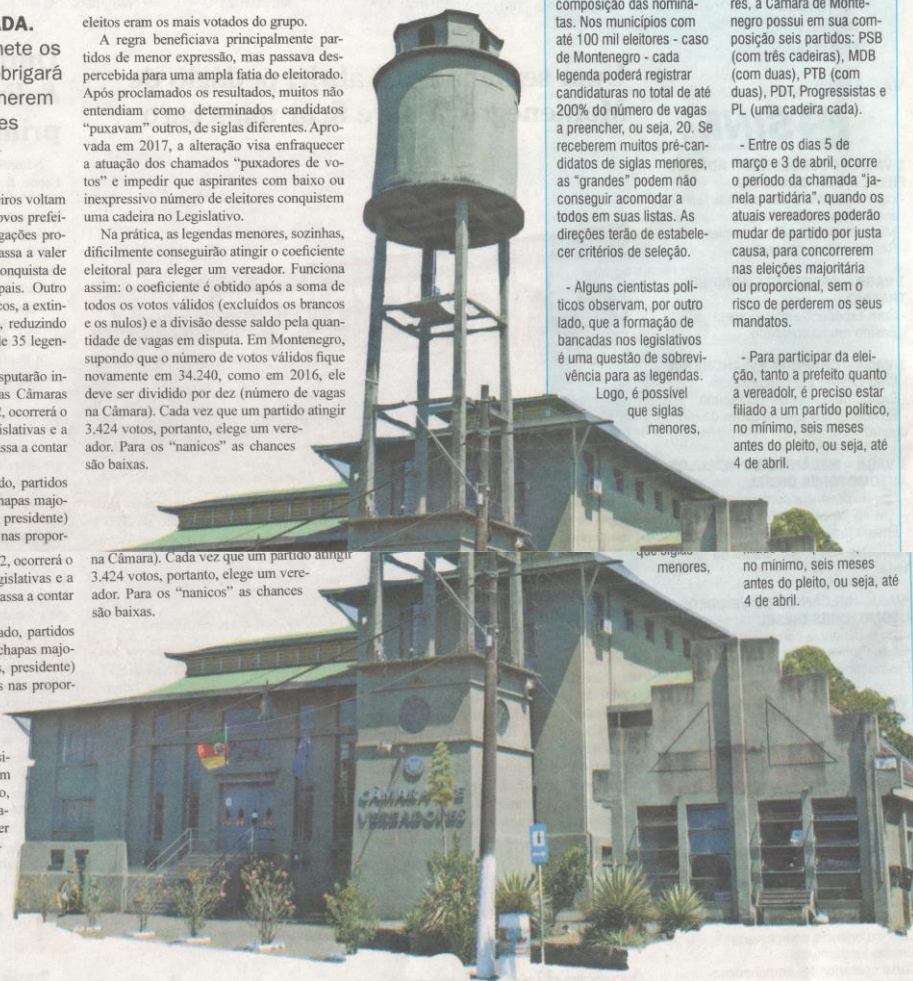 ADA.
mete os
obrigará
herem
es
eiros voltam
ovos prefei-
gações pro-
assa a valer
onquista de
pais. Outro
cos, a extin-
, reduzindo
e 35 legen-
sputarão in-
as Câmaras
2, ocorrerá o
islativas e a
assa a contar
do, partidos
hapas majo-
presidente)
nas propor-
2, ocorrerá o
gislativas e a
assa a contar
ado, partidos
chapas majo-
s, presidente)
s nas propor-
si-
m
o,
a-
er
eleitos eram os mais votados do grupo.
A regra beneficiava principalmente par-
tidos de menor expressão, mas passava des-
percebida para uma ampla fatia do eleitorado.
Após proclamados os resultados, muitos não
entendiam como determinados candidatos
“puxavam” outros, de siglas diferentes. Apro-
vada em 2017, a alteração visa enfraquecer
a atuação dos chamados “puxadores de vo-
tos” e impedir que aspirantes com baixo ou
inexpressivo número de eleitores conquistem
uma cadeira no Legislativo.
Na prática, as legendas menores, sozinhas,
dificilmente conseguirão atingir o coeficiente
eleitoral para eleger um vereador. Funciona
assim: o coeficiente é obtido após a soma de
todos os votos válidos (excluídos os brancos
e os nulos) e a divisão desse saldo pela quan-
tidade de vagas em disputa. Em Montenegro,
supondo que o número de votos válidos fique
novamente em 34.240, como em 2016, ele
deve ser dividido por dez (número de vagas
na Câmara). Cada vez que um partido atingir
3.424 votos, portanto, elege um vere-
ador. Para os “nanicos” as chances
são baixas.
na Câmara). Cada vez que um partido atingir
3.424 votos, portanto, elege um vere-
ador. Para os “nanicos” as chances
são baixas.
composição das nomina-
tas. Nos municípios com
até 100 mil eleitores - caso
de Montenegro - cada
legenda poderá registrar
candidaturas no total de até
200% do número de vagas
a preencher, ou seja, 20. Se
receberem muitos pré-can-
didatos de siglas menores,
as “grandes” podem não
conseguir acomodar a
todos em suas listas. As
direções terão de estabele-
cer critérios de seleção.
- Alguns cientistas polí-
ticos observam, por outro
lado, que a formação de
bancadas nos legislativos
é uma questão de sobrevi-
vência para as legendas.
Logo, é possível
que siglas
menores,
que siglas
menores,
res, a Câmara de Monte-
negro possui em sua com-
posição seis partidos: PSB
(com três cadeiras), MDB
(com duas), PTB (com
duas), PDT, Progressistas e
PL (uma cadeira cada).
- Entre os dias 5 de
março e 3 de abril, ocorre
o período da chamada “ja-
nela partidária”, quando os
atuais vereadores poderão
mudar de partido por justa
causa, para concorrerem
nas eleições majoritária
ou proporcional, sem o
risco de perderem os seus
mandatos.
- Para participar da elei-
ção, tanto a prefeito quanto
a vereadolr, é preciso estar
filiado a um partido político,
no mínimo, seis meses
antes do pleito, ou seja, até
4 de abril.
no mínimo, seis meses
antes do pleito, ou seja, até
4 de abril.
CÂMARA DE
VEREADORES